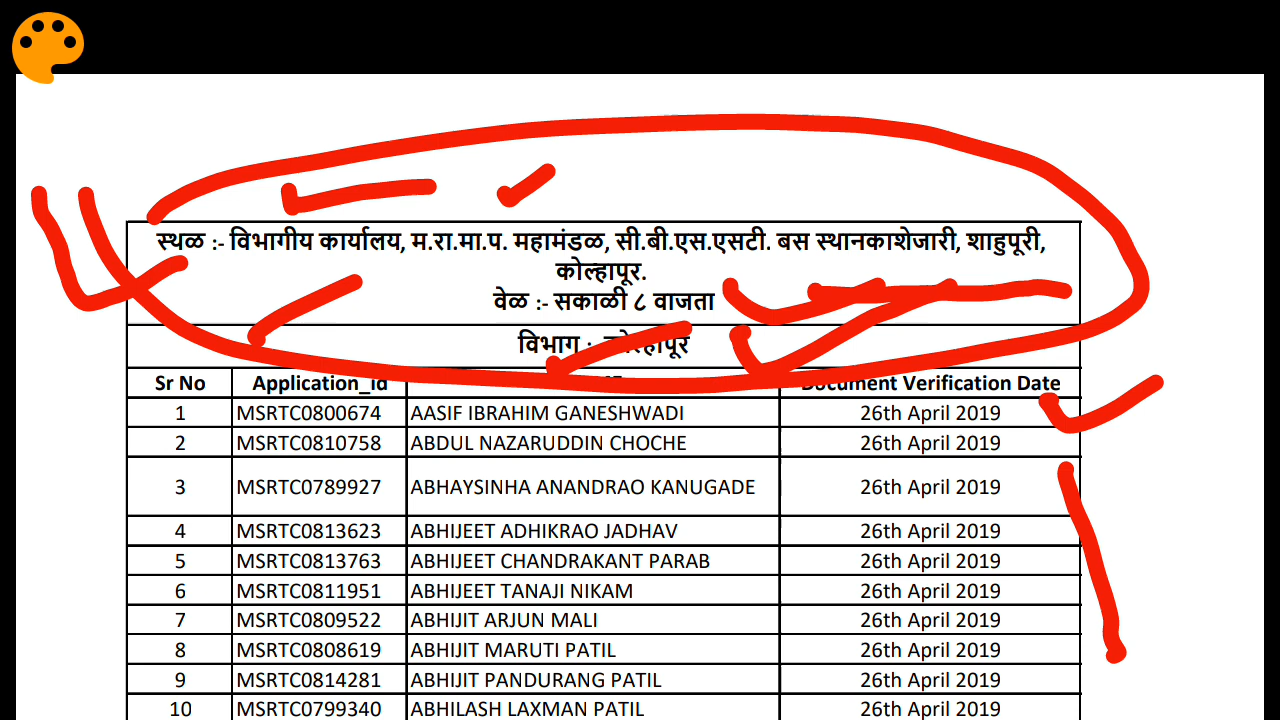 स्थळ :- विभागीय कार्यालय, म.रा.मा.प. महामंडळ, सी.बी.एस.एसटी. बस स्थानकाशेजारी, शाहुपूरी,
कोल्हापूर.
वेळ :- सकाळी ८ वाजता
विभाग :- कोल्हापूर
Sr No Application_Id Document Verification Date
1 MSRTC0800674 AASIF IBRAHIM GANESHWADI 26th April 2019
2 MSRTC0810758 ABDUL NAZARUDDIN CHOCHE 26th April 2019
3 MSRTC0789927 ABHAYSINHA ANANDRAO KANUGADE 26th April 2019
4 MSRTC0813623 ABHIJEET ADHIKRAO JADHAV 26th April 2019
5 MSRTC0813763 ABHIJEET CHANDRAKANT PARAB 26th April 2019
6 MSRTC0811951 ABHIJEET TANAJI NIKAM 26th April 2019
7 MSRTC0809522 ABHIJIT ARJUN MALI 26th April 2019
8 MSRTC0808619 ABHIJIT MARUTI PATIL 26th April 2019
9 MSRTC0814281 ABHIJIT PANDURANG PATIL 26th April 2019
10 MSRTC0799340 ABHILASH LAXMAN PATIL 26th April 2019